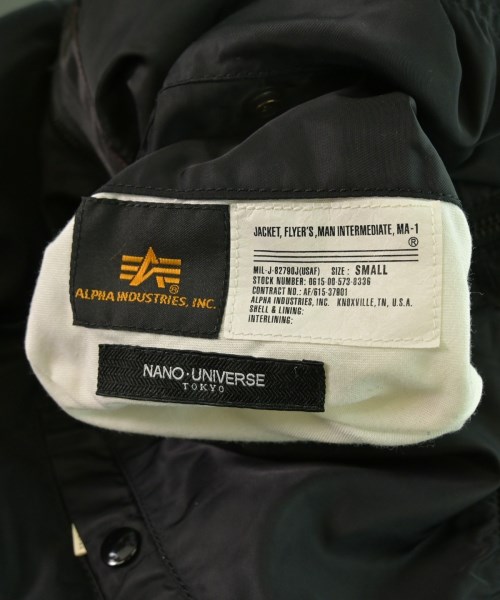 ALPHA INDUSTRIES, INC.
®
JACKET, FLYER'S, MAN INTERMEDIATE, MA-1
®
MIL-J-82790J(USAF) SIZE: SMALL
STOCK NUMBER: 0615-00-573-8336
CONTRACT NO.: AF/615-37801
ALPHA INDUSTRIES, INC. KNOXVILLE, TN, U.S.A.
SHELL & LINING:
INTERLINING:
NANO·UNIVERSE
TOKYO